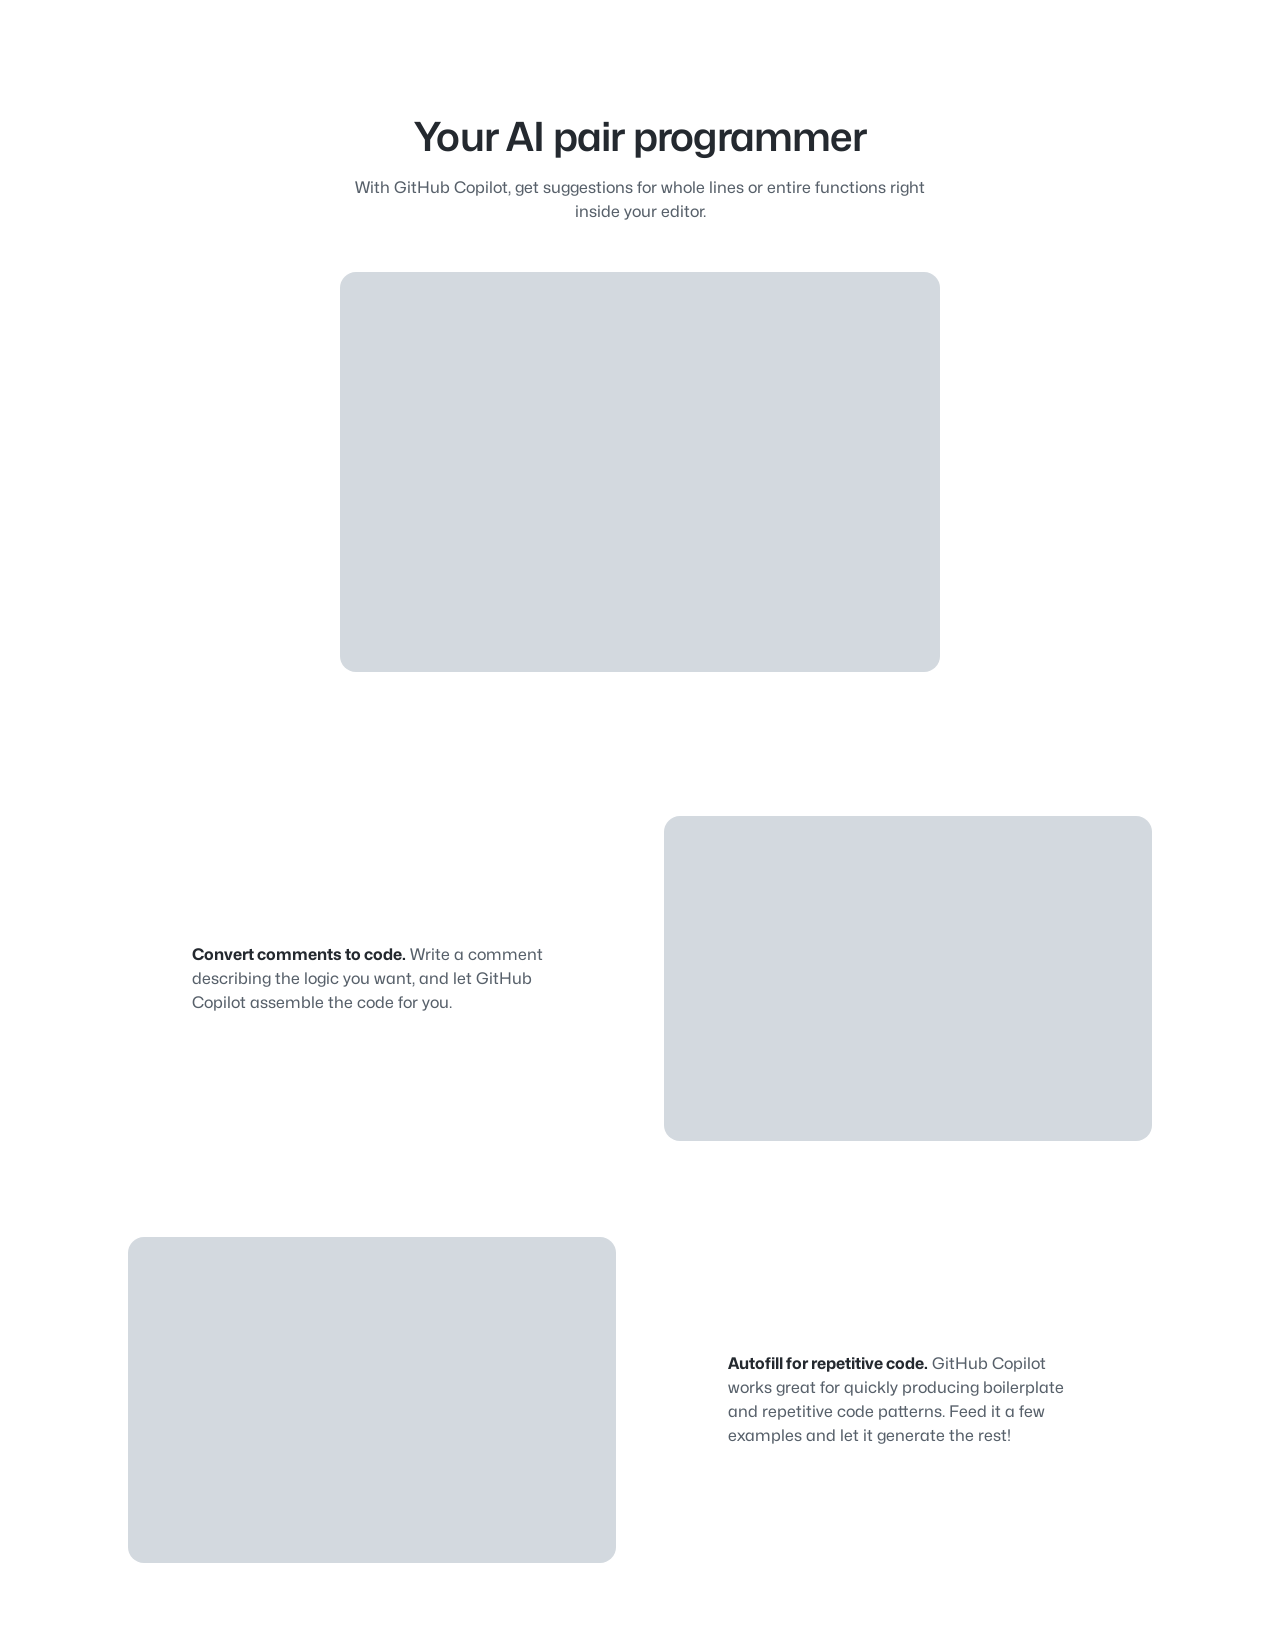 Your AI pair programmer
With GitHub Copilot, get suggestions for whole lines or entire functions right
inside your editor.
Convert comments to code. Write a comment
describing the logic you want, and let GitHub
Copilot assemble the code for you.
Autofill for repetitive code. GitHub Copilot
works great for quickly producing boilerplate
and repetitive code patterns. Feed it a few
examples and let it generate the rest!